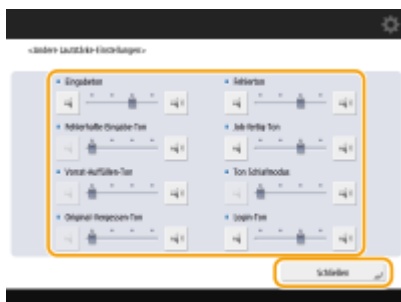 <Andere Lautstärke-Einstellungen>
Eingabeton
Fehlerton
Fehlerhafte-Eingabe-Ton
Job-fertig-Ton
Vorrat-Auffüllen-Ton
Ton Schlafmodus
Original-Vergessen-Ton
Login-Ton
Schließen